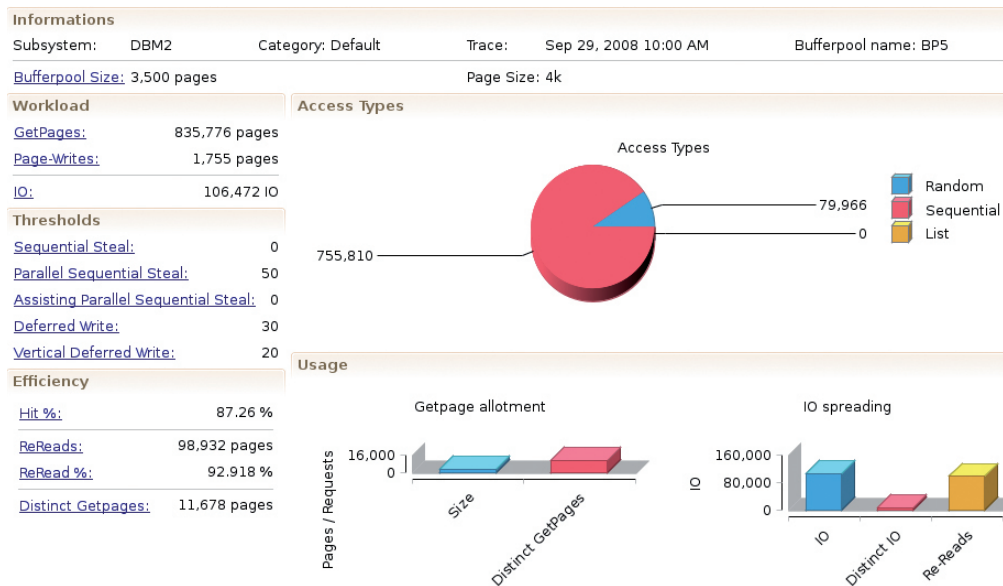 Informations
Subsystem: DBM2 Category: Default Trace: Sep 29, 2008 10:00 AM Bufferpool name: BP5
Bufferpool Size: 3,500 pages Page Size: 4k
Workload
GetPages: 835,776 pages
Page-Writes: 1,755 pages
IO: 106,472 IO
Thresholds
Sequential Steal: 0
Parallel Sequential Steal: 50
Assisting Parallel Sequential Steal: 0
Deferred Write: 30
Vertical Deferred Write: 20
Efficiency
Hit %: 87.26 %
ReReads: 98,932 pages
ReRead %: 92.918 %
Distinct Getpages: 11,678 pages
Access Types
Access Types
79,966
0
755,810
Random
Sequential
List
Usage
Getpage allotment
Pages / Requests
16,000
0
Size
Distinct GetPages
IO spreading
IO
160,000
80,000
0
IO
Distinct IO
Re-Reads